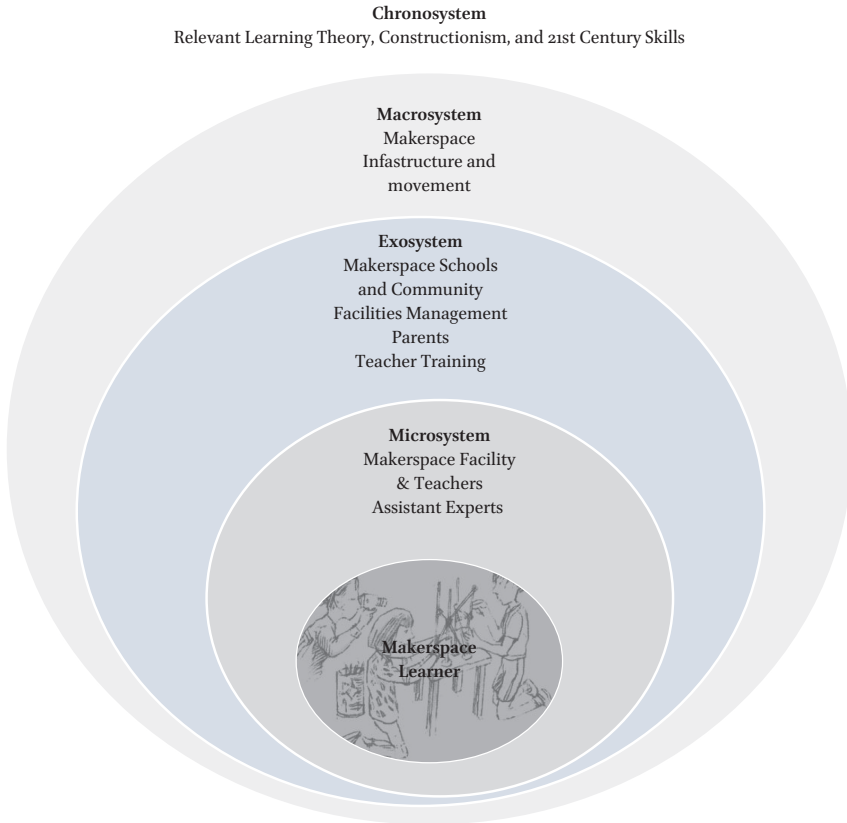 Chronosystem
Relevant Learning Theory, Constructionism, and 21st Century Skills
Macrosystem
Makerspace
Infastructure and
movement
Exosystem
Makerspace Schools
and Community
Facilities Management
Parents
Teacher Training
Microsystem
Makerspace Facility
& Teachers
Assistant Experts
Makerspace
Learner